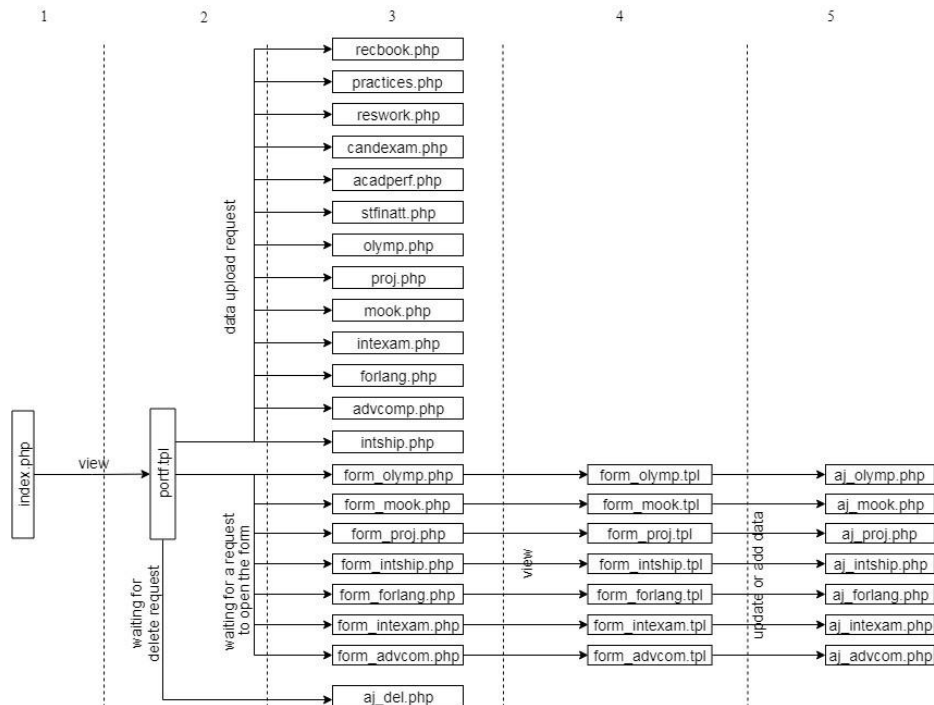 1 2 3 4 5
recbook.php
practices.php
reswork.php
candexam.php
acadperf.php
stfinatt.php
olymp.php
proj.php
mook.php
intexam.php
forlang.php
advcomp.php
intship.php
data upload request
index.php
view
portf.tpl
form_olymp.php form_olymp.tpl aj_olymp.php
form_mook.php form_mook.tpl aj_mook.php
form_proj.php form_proj.tpl aj_proj.php
form_intship.php form_intship.tpl aj_intship.php
form_forlang.php form_forlang.tpl aj_forlang.php
form_intexam.php form_intexam.tpl aj_intexam.php
form_advcom.php form_advcom.tpl aj_advcom.php
waiting for
delete request
waiting for a request
to open the form
view
update or add data
aj_del.php